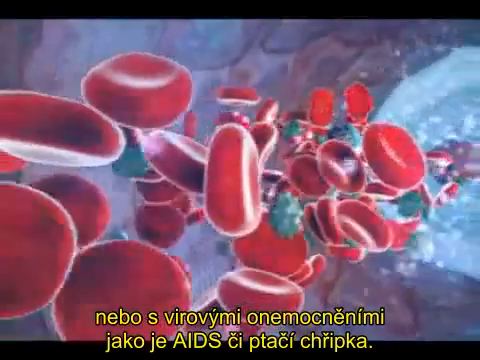 nebo s virovými onemocněními
jako je AIDS či ptačí chřipka.